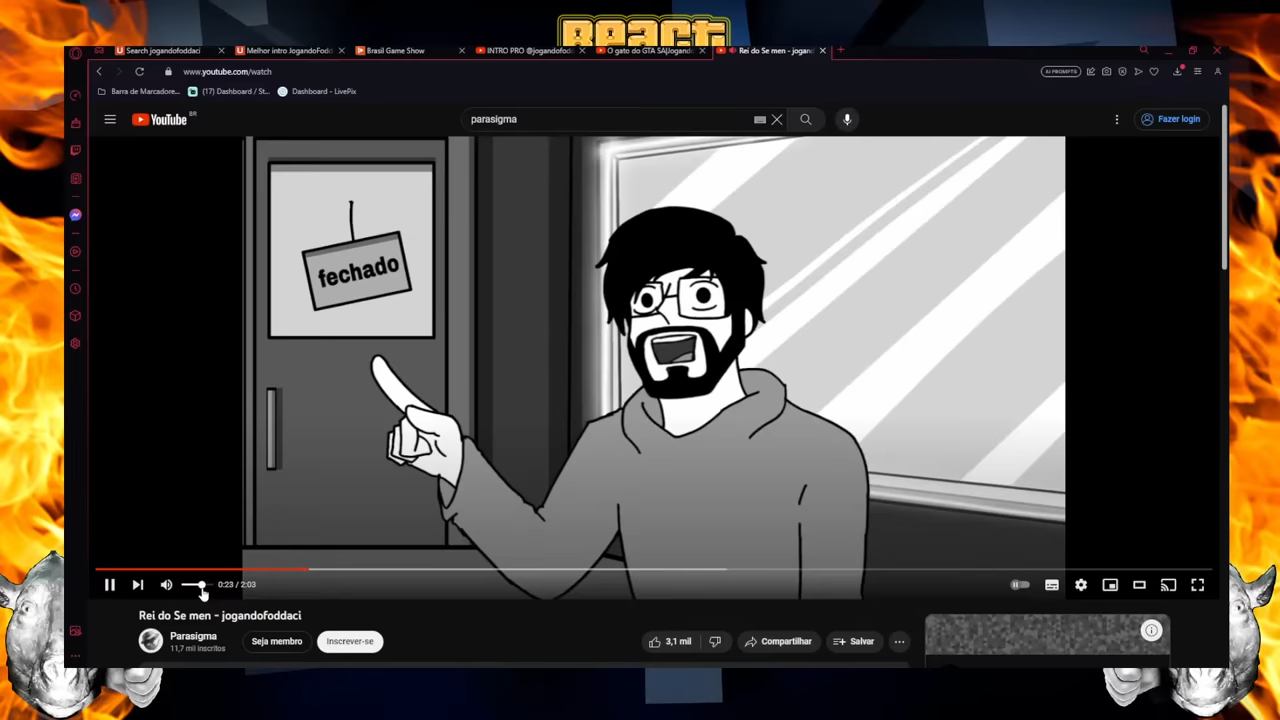 React
Search jogandofoddaci
Melhor intro JogandoFodd
Brasil Game Show
INTRO PRO @jogandofodc
O gato do GTA SA|Jogand
Rei do Se men - jogand
www.youtube.com/watch
AI PROMPTS
Barra de Marcadore...
(17) Dashboard / St...
Dashboard - LivePix
YouTube BR
parasigma
Fazer login
fechado
0:23 / 2:03
Rei do Se men - jogandofoddaci
Parasigma
11,7 mil inscritos
Seja membro
Inscrever-se
3,1 mil
Compartilhar
Salvar